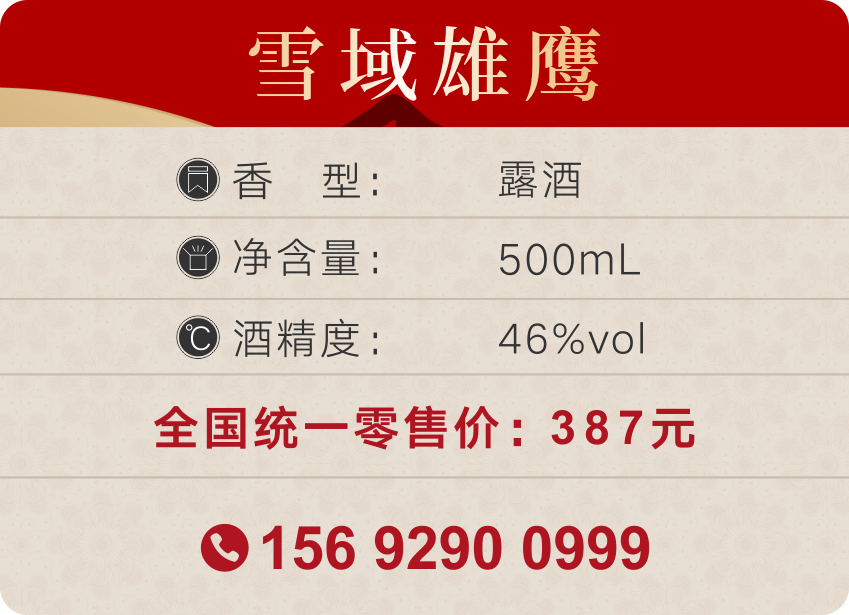 雪域雄鹰
香 型： 露酒
净含量： 500mL
℃ 酒精度： 46%vol
全国统一零售价：387元
156 9290 0999